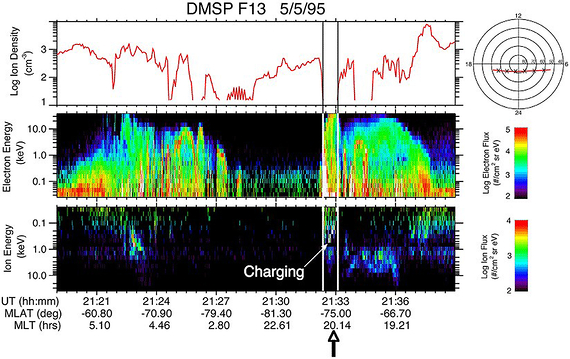 DMSP F13 5/5/95
Log Ion Density
(cm⁻³)
4
3
2
1
12
18
6
24
Electron Energy
(keV)
10.0
1.0
0.1
Log Electron Flux
(#/cm² sr eV)
5
4
3
2
Ion Energy
(keV)
0.1
1.0
10.0
Charging
Log Ion Flux
(#/cm² sr eV)
4
3
2
UT (hh:mm) 21:21 21:24 21:27 21:30 21:33 21:36
MLAT (deg) -60.80 -70.90 -79.40 -81.30 -75.00 -66.70
MLT (hrs) 5.10 4.46 2.80 22.61 20.14 19.21